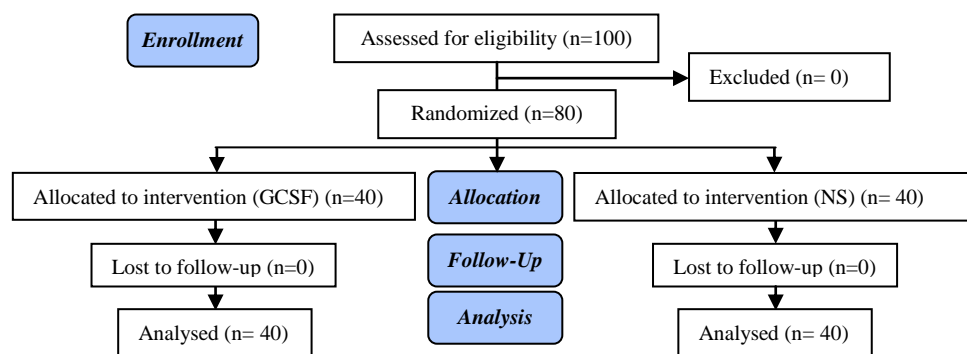 Enrollment
Assessed for eligibility (n=100)
Excluded (n= 0)
Randomized (n=80)
Allocated to intervention (GCSF) (n=40)
Allocation
Allocated to intervention (NS) (n= 40)
Lost to follow-up (n=0)
Follow-Up
Lost to follow-up (n=0)
Analysed (n= 40)
Analysis
Analysed (n= 40)